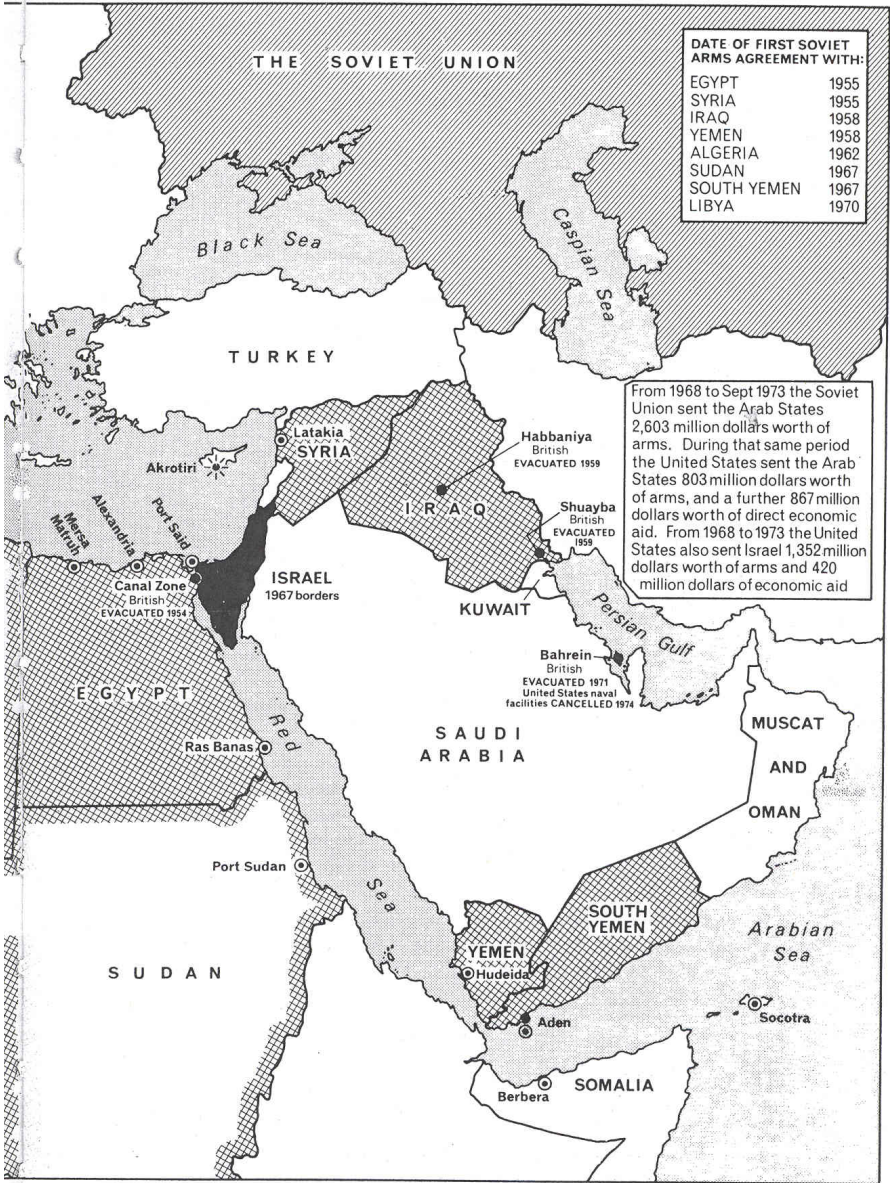 THE SOVIET UNION
DATE OF FIRST SOVIET
ARMS AGREEMENT WITH:
EGYPT 1955
SYRIA 1955
IRAQ 1958
YEMEN 1958
ALGERIA 1962
SUDAN 1967
SOUTH YEMEN 1967
LIBYA 1970
Black Sea
Caspian
Sea
TURKEY
From 1968 to Sept 1973 the Soviet
Union sent the Arab States
2,603 million dollars worth of
arms. During that same period
the United States sent the Arab
States 803 million dollars worth
of arms, and a further 867 million
dollars worth of direct economic
aid. From 1968 to 1973 the United
States also sent Israel 1,352 million
dollars worth of arms and 420
million dollars of economic aid
Latakia
SYRIA
Akrotiri
Habbaniya
British
EVACUATED 1959
IRAQ
Shuayba
British
EVACUATED
1959
Mersa
Matruh
Alexandria
Port Said
Canal Zone
British
EVACUATED 1954
ISRAEL
1967 borders
KUWAIT
Persian Gulf
Bahrein
British
EVACUATED 1971
United States naval
facilities CANCELLED 1974
EGYPT
Red
Sea
Ras Banas
SAUDI
ARABIA
MUSCAT
AND
OMAN
Port Sudan
SUDAN
YEMEN
Hudeida
SOUTH
YEMEN
Arabian
Sea
Aden
Socotra
Berbera
SOMALIA